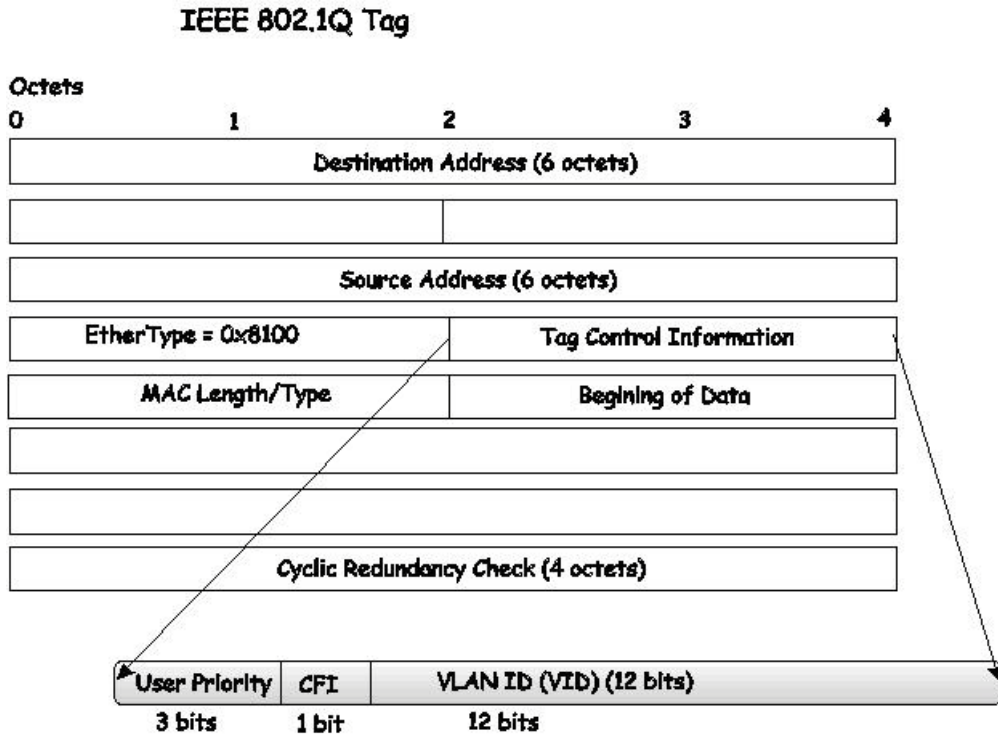 IEEE 802.1Q Tag
Octets
0 1 2 3 4
Destination Address (6 octets)
Source Address (6 octets)
EtherType = 0x8100 Tag Control Information
MAC Length/Type Begining of Data
Cyclic Redundancy Check (4 octets)
User Priority CFI VLAN ID (VID) (12 bits)
3 bits 1 bit 12 bits